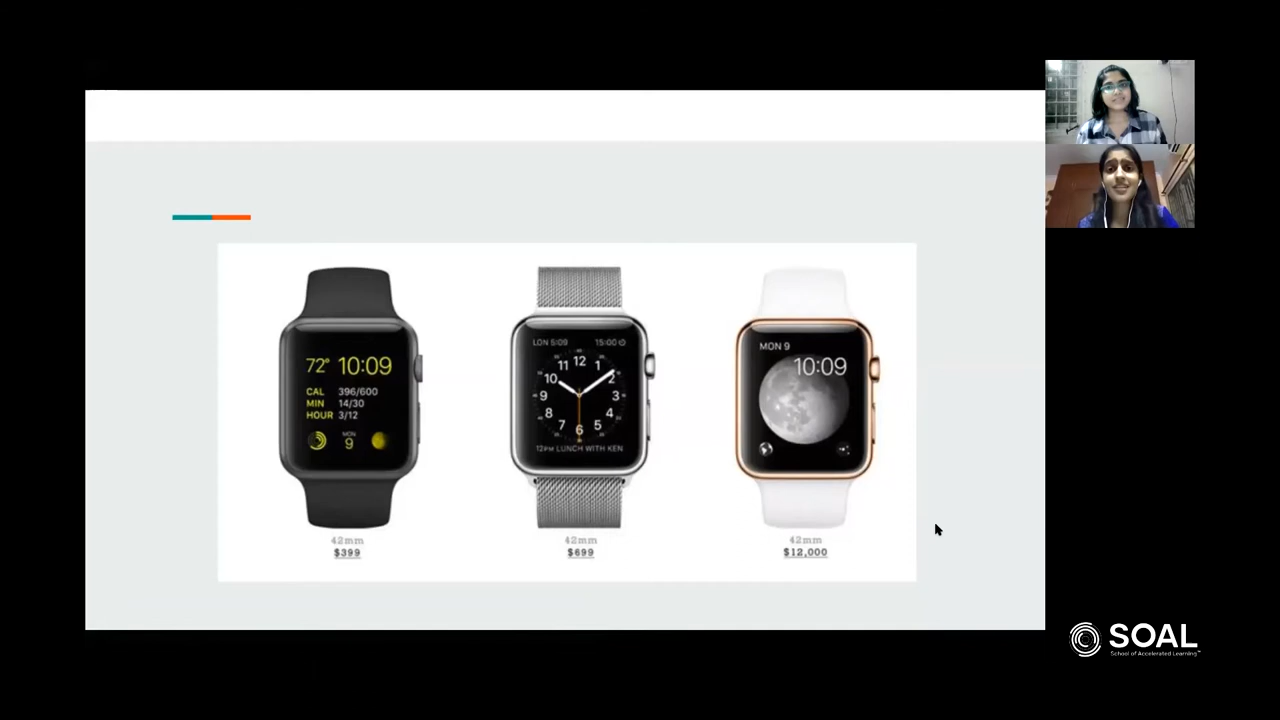 72° 10:09
CAL 396/600
MIN 14/30
HOUR 3/12
MON
9
LON 5:09 15:00
12
1
2
3
4
5
6
7
8
9
10
11
12PM LUNCH WITH KEN
MON 9
10:09
42mm
$399
42mm
$699
42mm
$12,000
SOAL
School of Accelerated Learning™